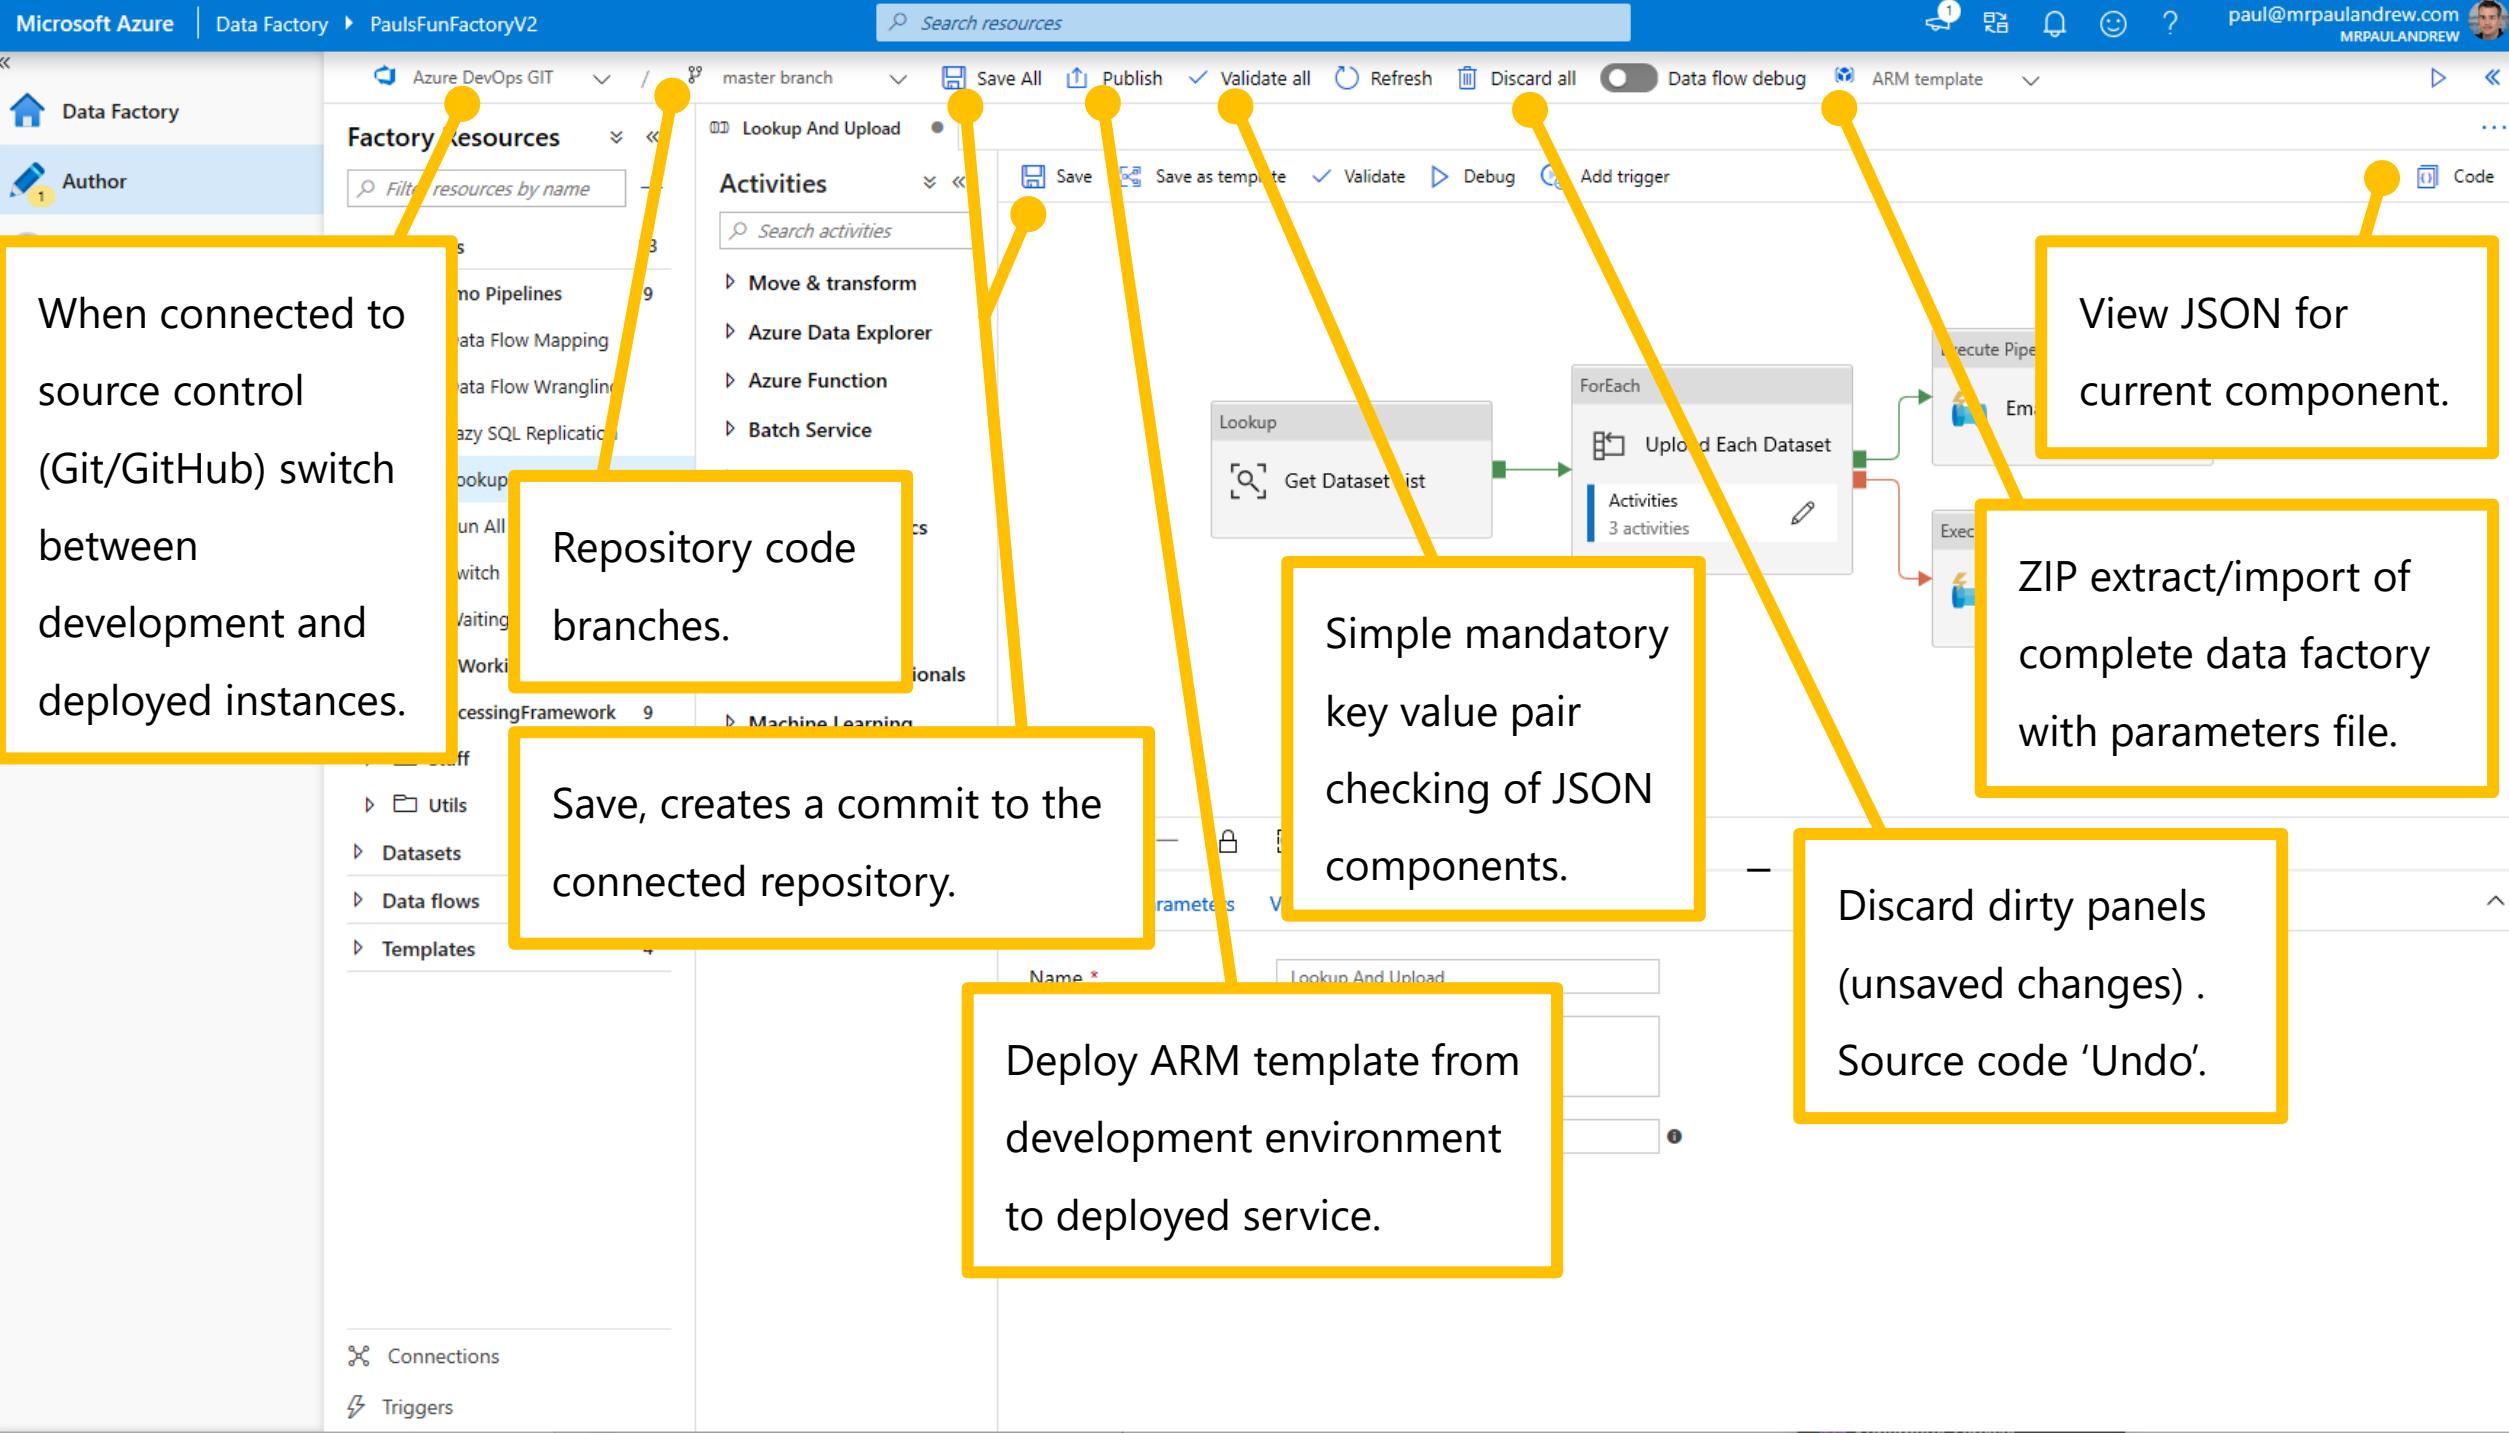 Microsoft Azure
Data Factory
PaulsFunFactoryV2
Search resources
1
?
paul@mrpaulandrew.com
MRPAULANDREW
Azure DevOps GIT
/
master branch
Save All
Publish
Validate all
Refresh
Discard all
Data flow debug
ARM template
Data Factory
Author
1
Factory Resources
Filter resources by name
Lookup And Upload
Activities
Search activities
Save
Save as template
Validate
Debug
Add trigger
Code
Move & transform
Azure Data Explorer
Azure Function
Batch Service
Machine Learning
9
9
Utils
Datasets
Data flows
Templates
4
Connections
Triggers
When connected to
source control
(Git/GitHub) switch
between
development and
deployed instances.
Repository code
branches.
Save, creates a commit to the
connected repository.
Deploy ARM template from
development environment
to deployed service.
Simple mandatory
key value pair
checking of JSON
components.
Discard dirty panels
(unsaved changes) .
Source code ‘Undo’.
ZIP extract/import of
complete data factory
with parameters file.
View JSON for
current component.
Lookup
Get Dataset List
ForEach
Upload Each Dataset
Activities
3 activities
Name *
Lookup And Upload